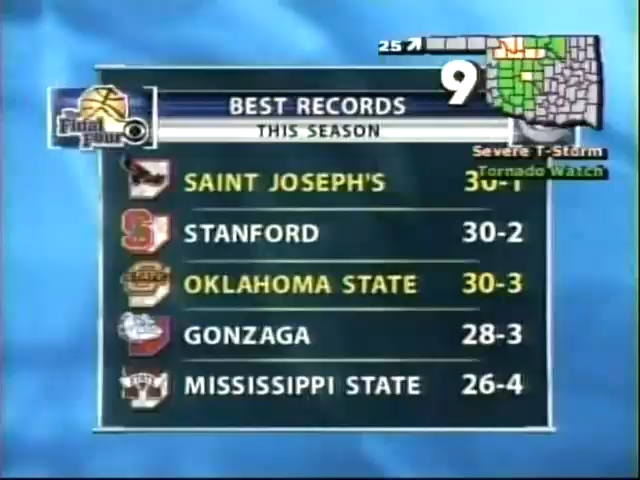 25
9
Final Four
BEST RECORDS
THIS SEASON
Severe T-Storm
Tornado Watch
SAINT JOSEPH'S 30-1
STANFORD 30-2
OKLAHOMA STATE 30-3
GONZAGA 28-3
MISSISSIPPI STATE 26-4